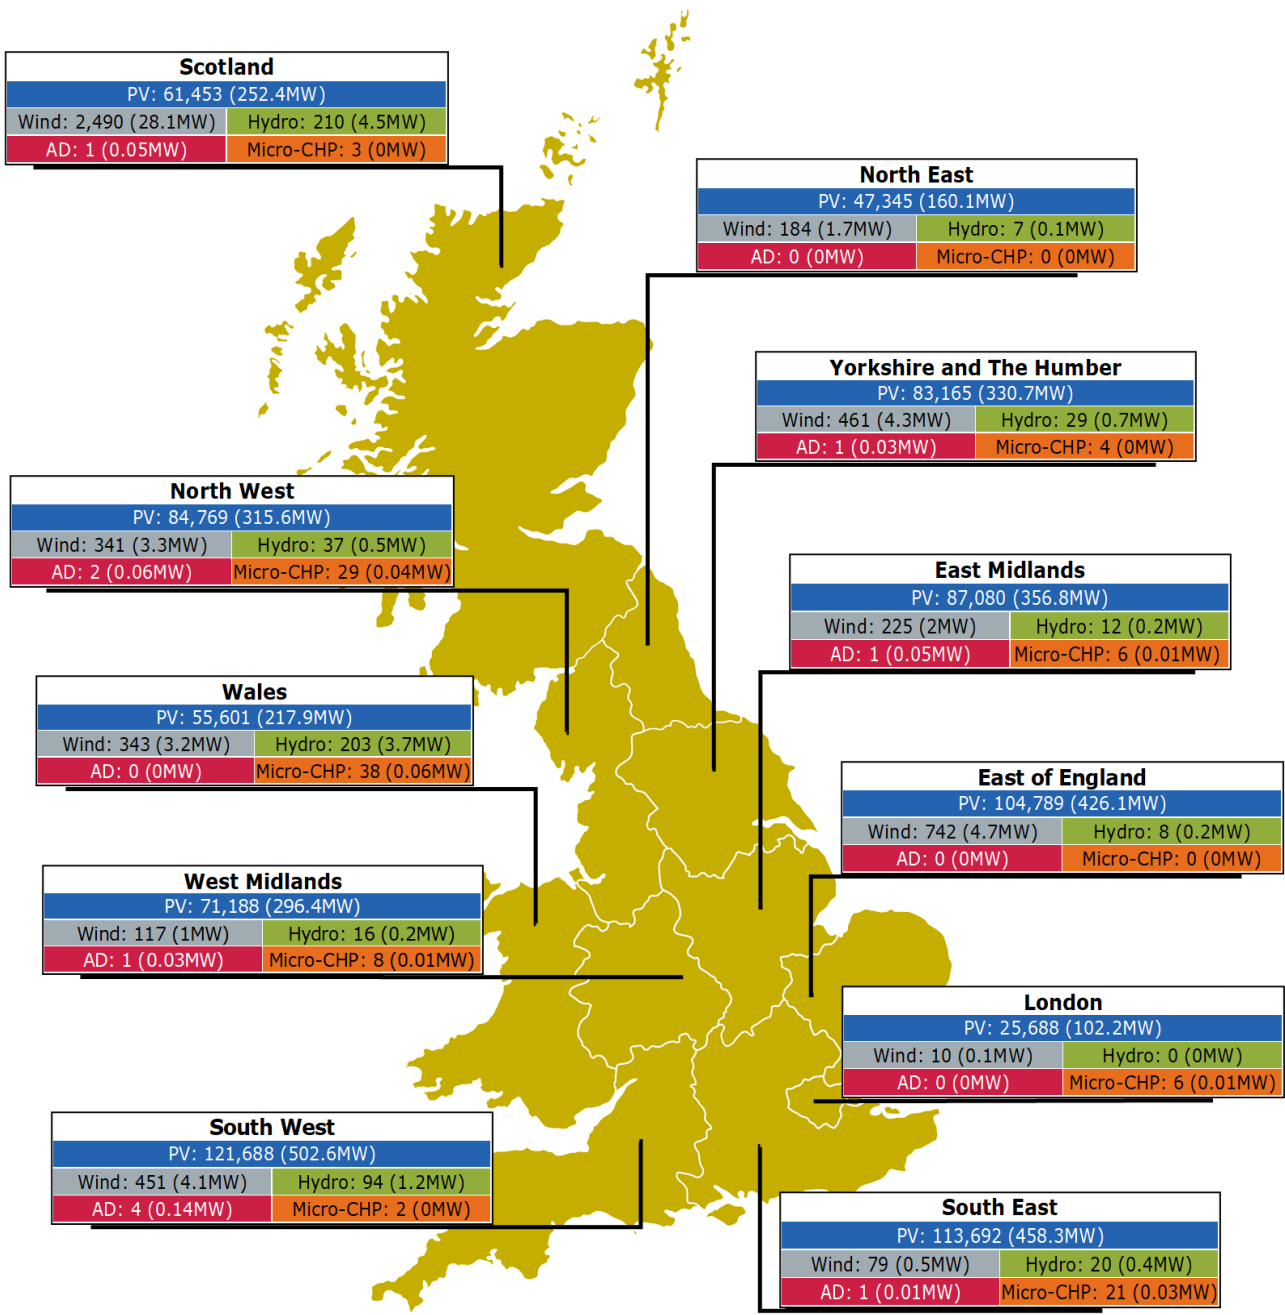 Scotland
PV: 61,453 (252.4MW)
Wind: 2,490 (28.1MW) Hydro: 210 (4.5MW)
AD: 1 (0.05MW) Micro-CHP: 3 (0MW)
North East
PV: 47,345 (160.1MW)
Wind: 184 (1.7MW) Hydro: 7 (0.1MW)
AD: 0 (0MW) Micro-CHP: 0 (0MW)
Yorkshire and The Humber
PV: 83,165 (330.7MW)
Wind: 461 (4.3MW) Hydro: 29 (0.7MW)
AD: 1 (0.03MW) Micro-CHP: 4 (0MW)
North West
PV: 84,769 (315.6MW)
Wind: 341 (3.3MW) Hydro: 37 (0.5MW)
AD: 2 (0.06MW) Micro-CHP: 29 (0.04MW)
East Midlands
PV: 87,080 (356.8MW)
Wind: 225 (2MW) Hydro: 12 (0.2MW)
AD: 1 (0.05MW) Micro-CHP: 6 (0.01MW)
Wales
PV: 55,601 (217.9MW)
Wind: 343 (3.2MW) Hydro: 203 (3.7MW)
AD: 0 (0MW) Micro-CHP: 38 (0.06MW)
East of England
PV: 104,789 (426.1MW)
Wind: 742 (4.7MW) Hydro: 8 (0.2MW)
AD: 0 (0MW) Micro-CHP: 0 (0MW)
West Midlands
PV: 71,188 (296.4MW)
Wind: 117 (1MW) Hydro: 16 (0.2MW)
AD: 1 (0.03MW) Micro-CHP: 8 (0.01MW)
London
PV: 25,688 (102.2MW)
Wind: 10 (0.1MW) Hydro: 0 (0MW)
AD: 0 (0MW) Micro-CHP: 6 (0.01MW)
South West
PV: 121,688 (502.6MW)
Wind: 451 (4.1MW) Hydro: 94 (1.2MW)
AD: 4 (0.14MW) Micro-CHP: 2 (0MW)
South East
PV: 113,692 (458.3MW)
Wind: 79 (0.5MW) Hydro: 20 (0.4MW)
AD: 1 (0.01MW) Micro-CHP: 21 (0.03MW)